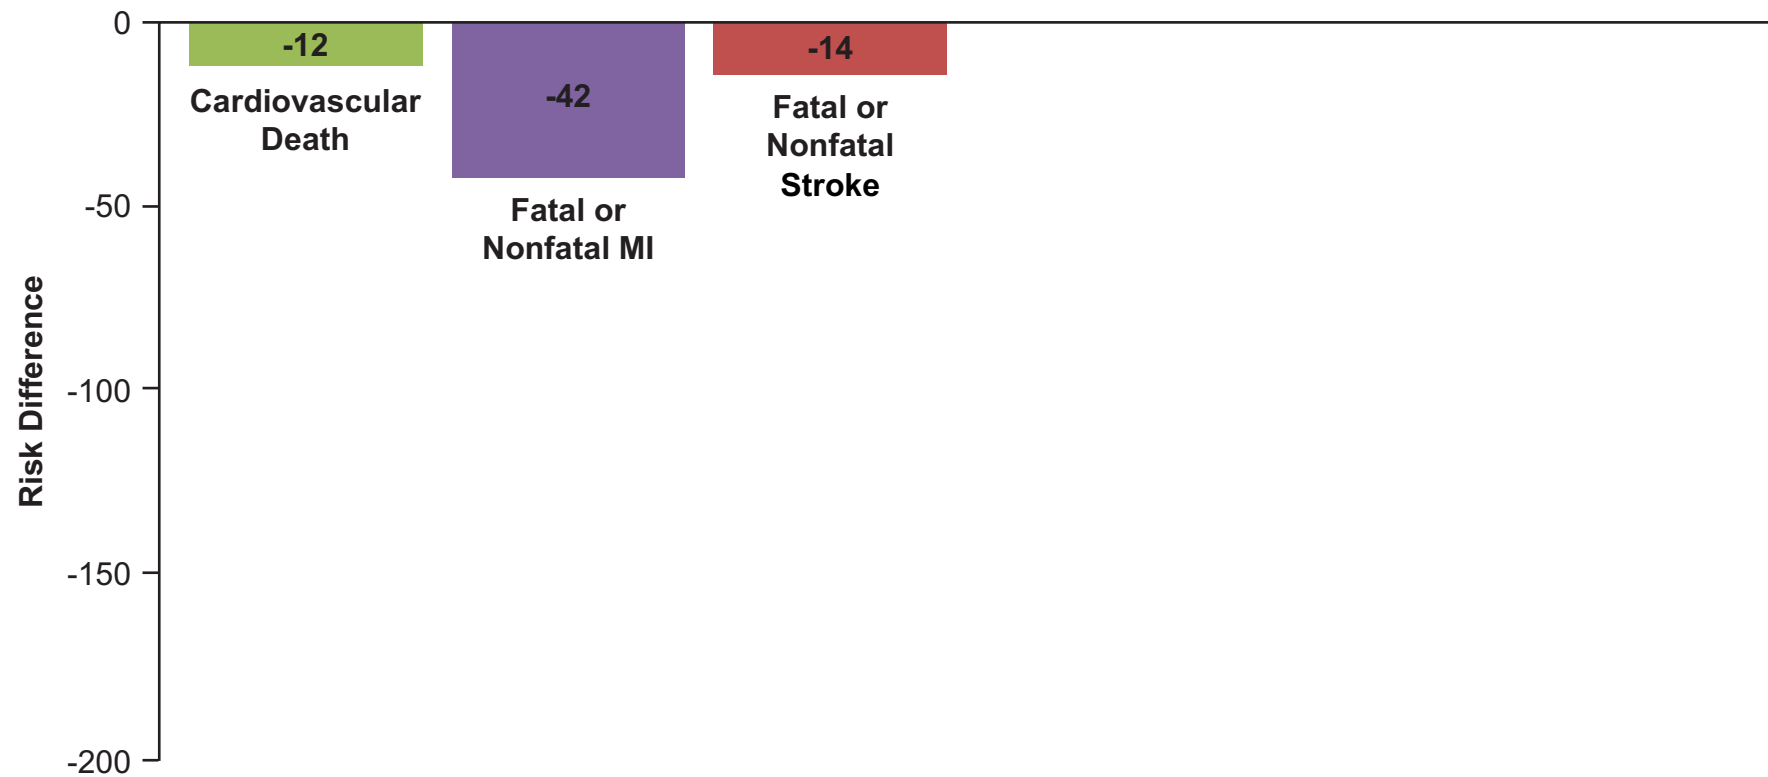 0
-50
-100
-150
-200
Risk Difference
-12
Cardiovascular
Death
-42
Fatal or
Nonfatal MI
-14
Fatal or
Nonfatal
Stroke